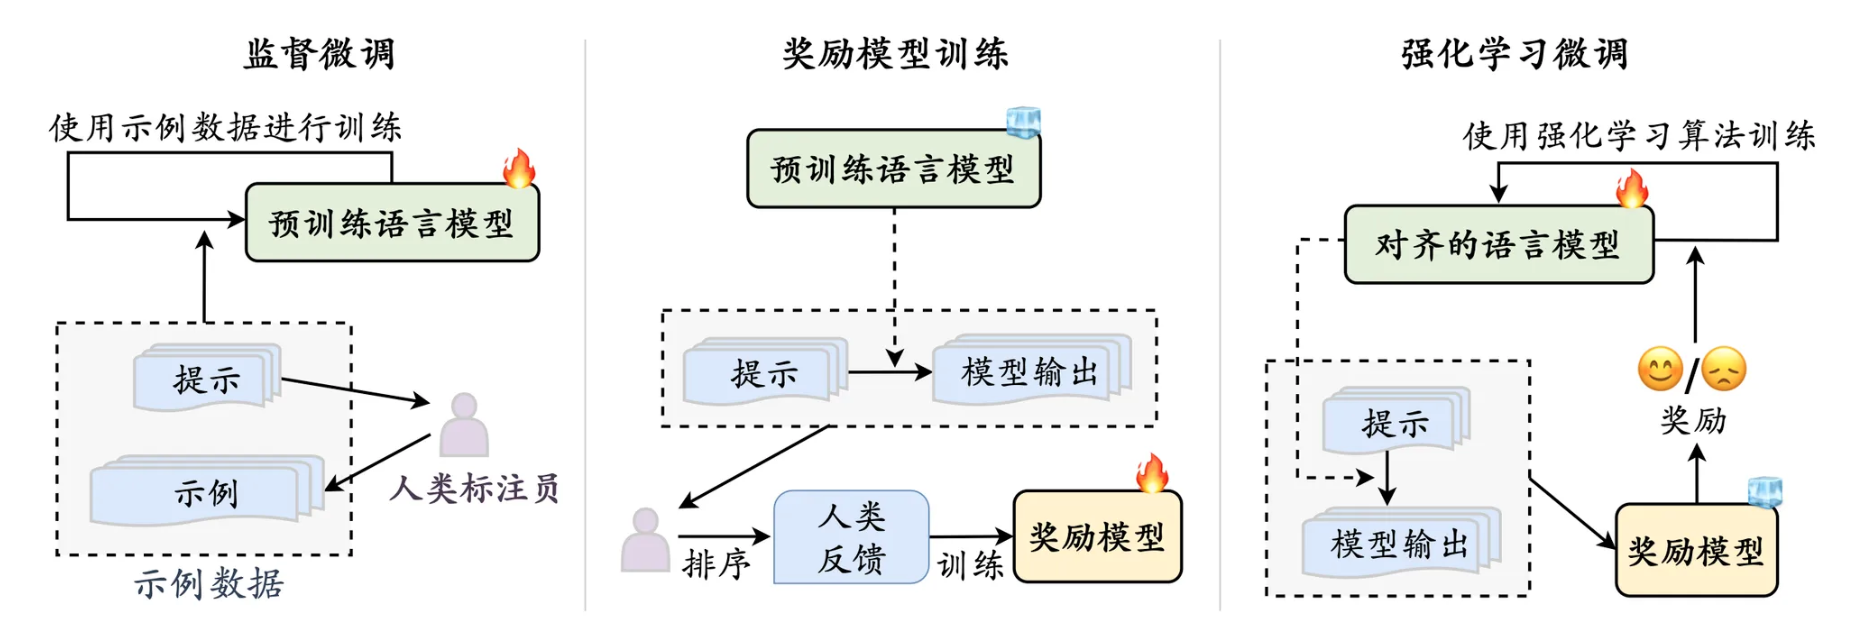 监督微调
使用示例数据进行训练
预训练语言模型
提示
示例
人类标注员
示例数据
奖励模型训练
预训练语言模型
提示
模型输出
排序
人类
反馈
训练
奖励模型
强化学习微调
使用强化学习算法训练
对齐的语言模型
提示
模型输出
/
奖励
奖励模型